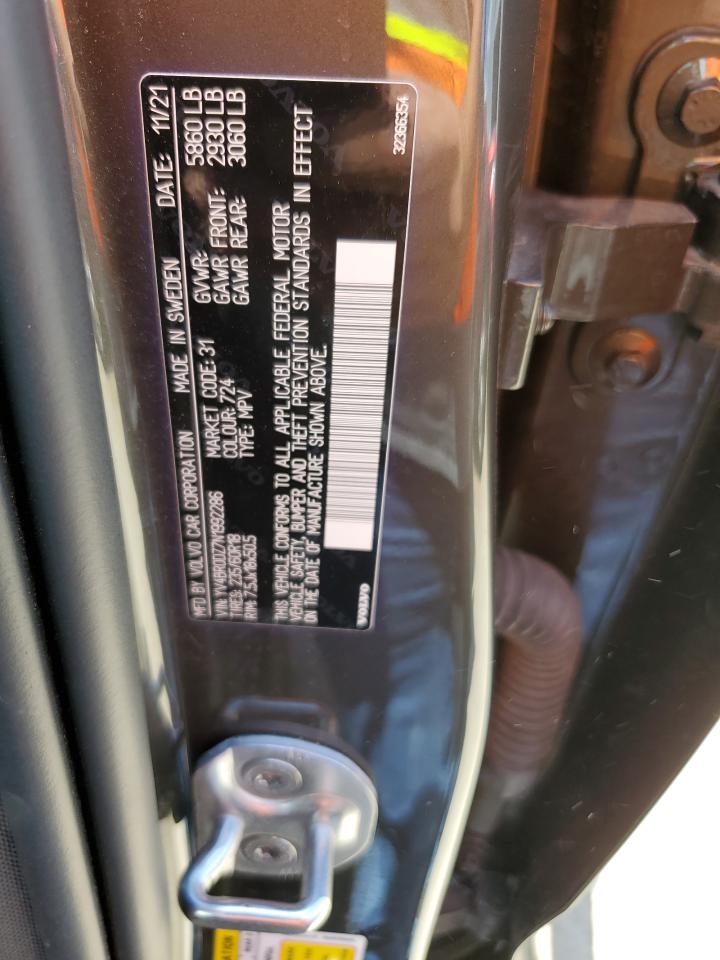 MFD BY VOLVO CAR CORPORATION MADE IN SWEDEN DATE: 11/21
VIN: YV4BR00Z7N1992286 MARKET CODE: 31 GVWR: 5860 LB
TIRES: 235/60R18 COLOUR: 724 GAWR FRONT: 2930 LB
RIM: 7.5Jx18x50.5 TYPE: MPV GAWR REAR: 3060 LB
THIS VEHICLE CONFORMS TO ALL APPLICABLE FEDERAL MOTOR
VEHICLE SAFETY, BUMPER AND THEFT PREVENTION STANDARDS IN EFFECT
ON THE DATE OF MANUFACTURE SHOWN ABOVE.
VOLVO 32366354